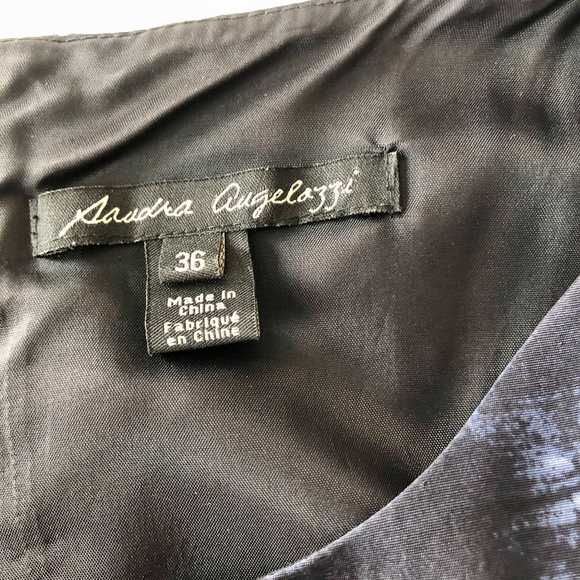 Sandra Angelozzi
36
Made in
China
Fabriqué
en Chine